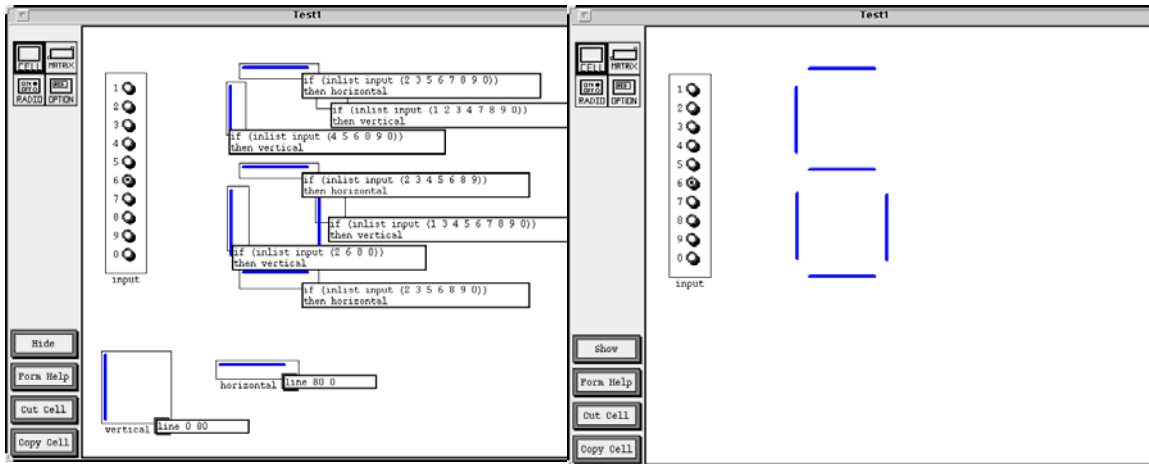 Test1
CELL MATRIX
RADIO OPTION
1
2
3
4
5
6
7
8
9
0
input
if (inlist input (2 3 5 6 7 8 9 0))
then horizontal
if (inlist input (1 2 3 4 7 8 9 0))
then vertical
if (inlist input (4 5 6 8 9 0))
then vertical
if (inlist input (2 3 4 5 6 8 9))
then horizontal
if (inlist input (1 3 4 5 6 7 8 9 0))
then vertical
if (inlist input (2 6 8 0))
then vertical
if (inlist input (2 3 5 6 8 9 0))
then horizontal
Hide
Form Help
Cut Cell
Copy Cell
vertical
line 0 80
horizontal
line 80 0
Test1
CELL MATRIX
RADIO OPTION
1
2
3
4
5
6
7
8
9
0
input
Show
Form Help
Cut Cell
Copy Cell